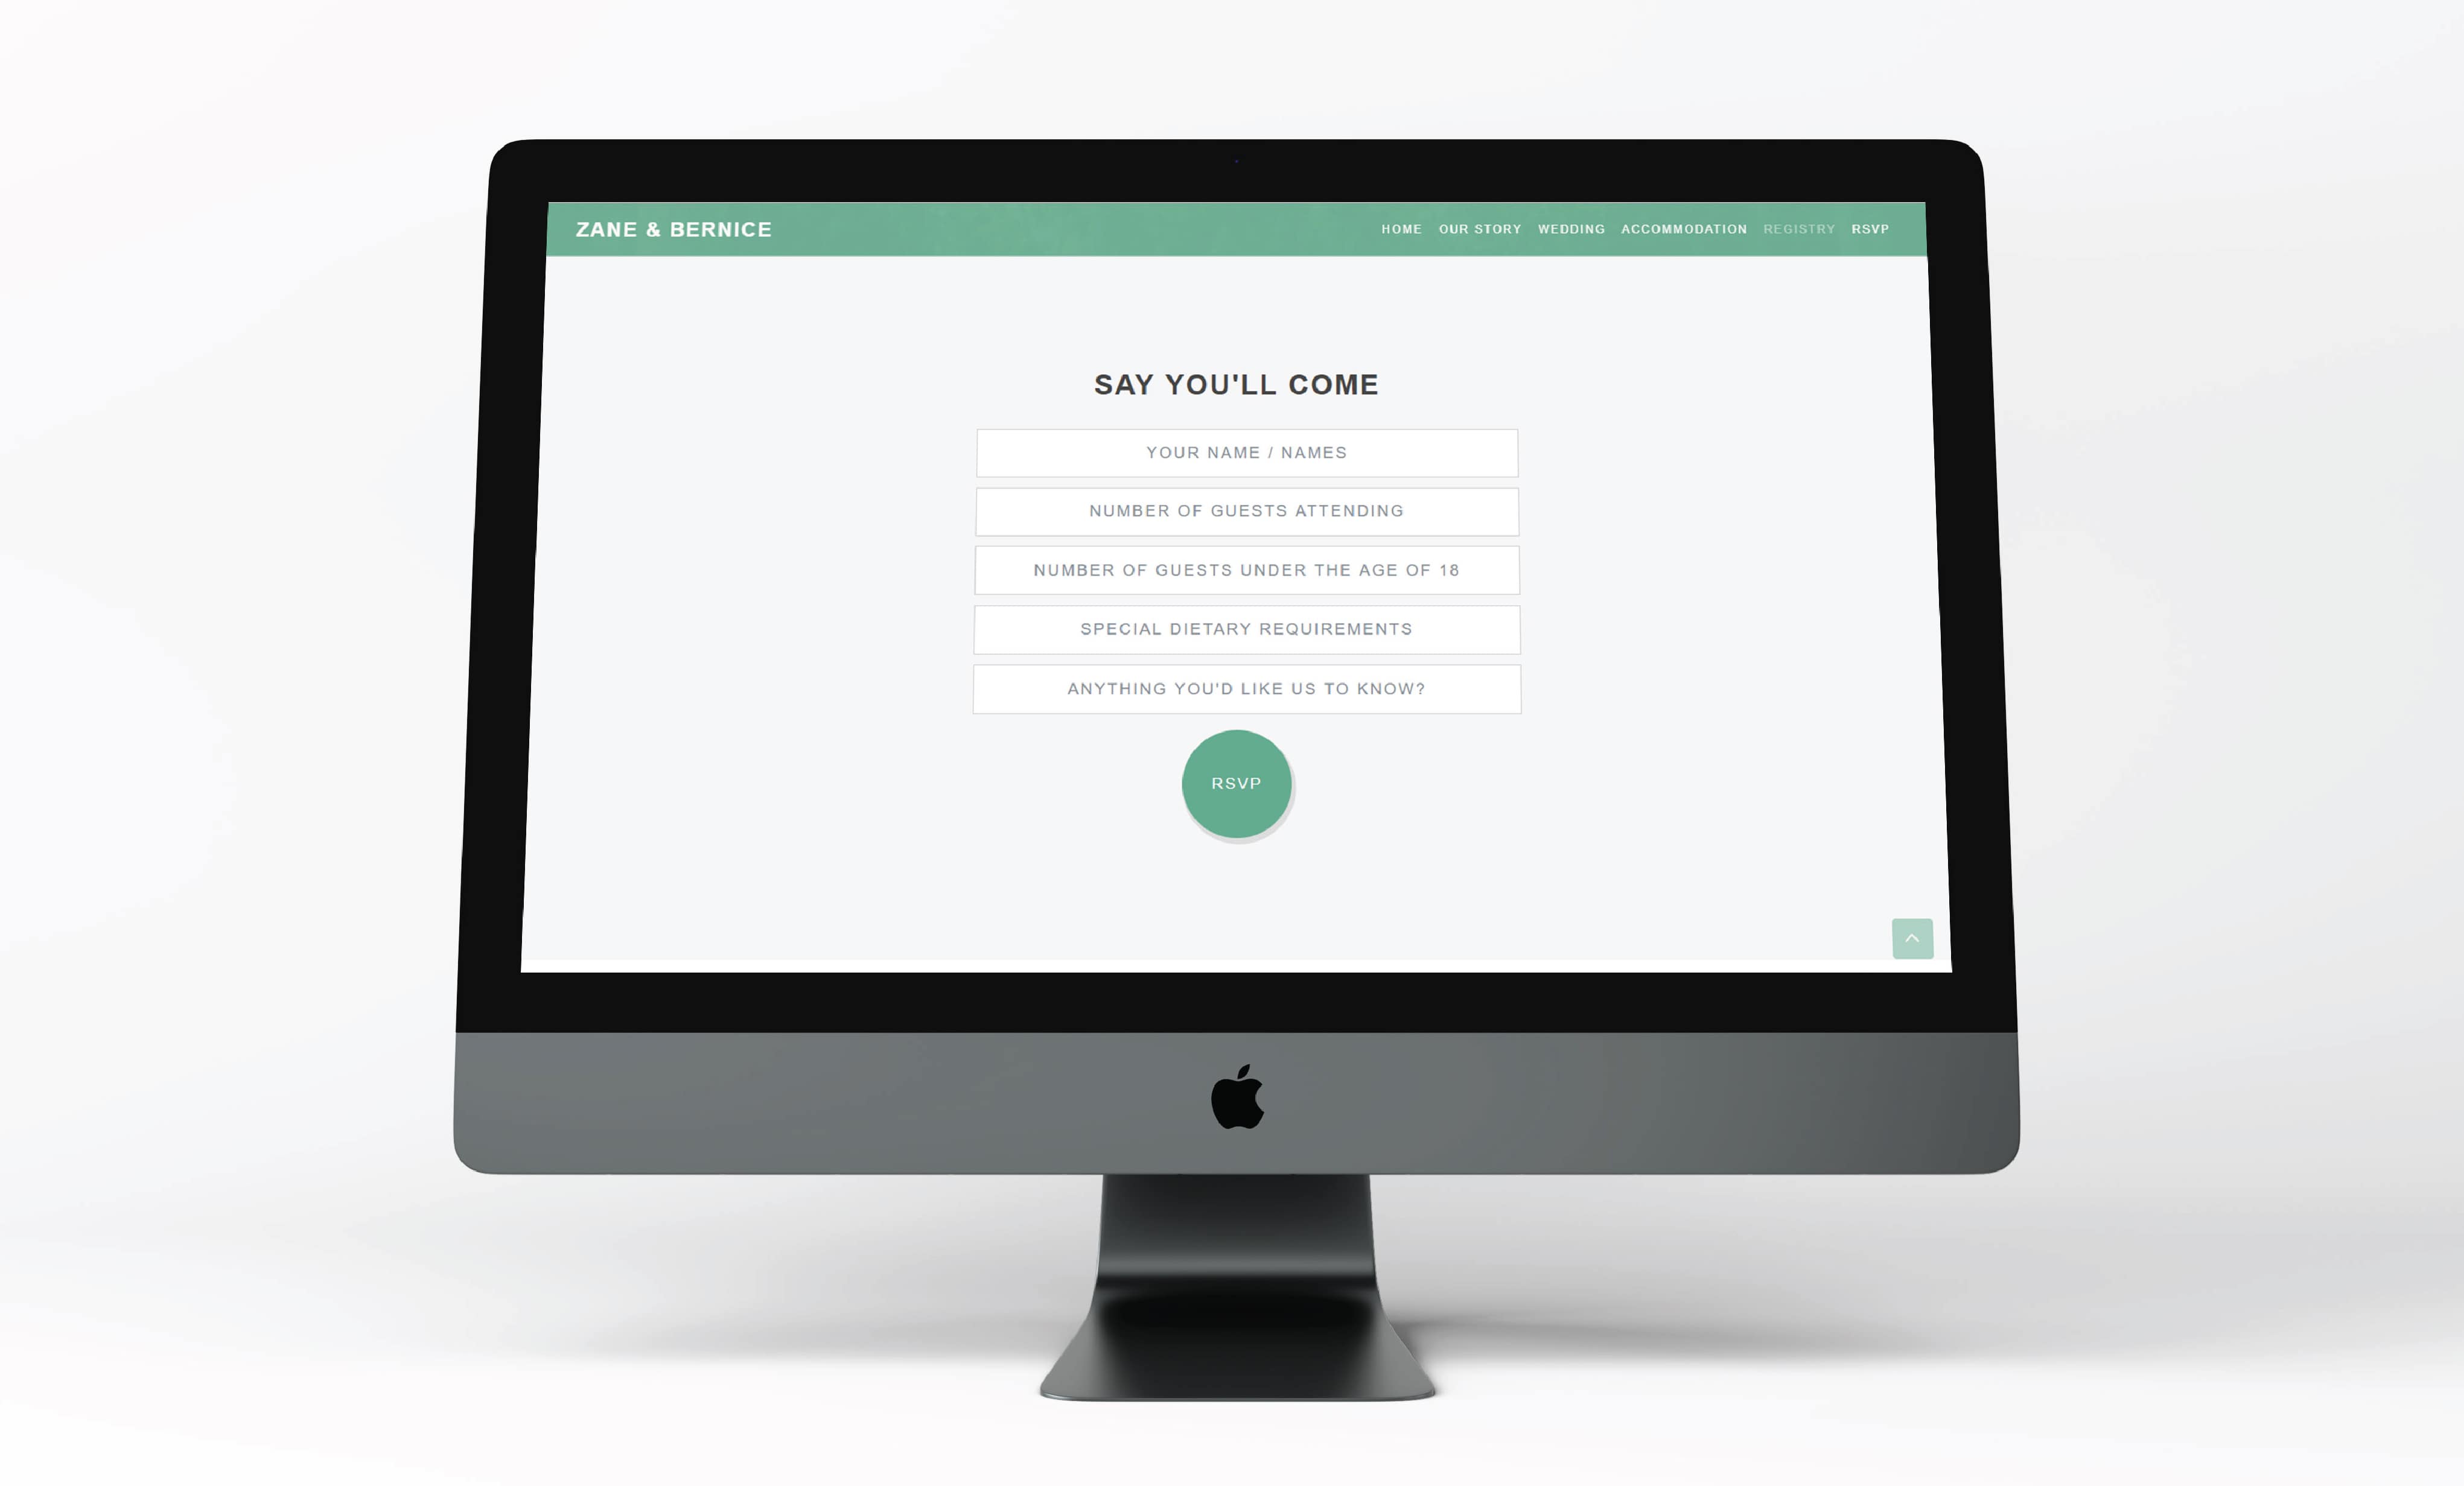 ZANE & BERNICE
HOME OUR STORY WEDDING ACCOMMODATION REGISTRY RSVP
SAY YOU'LL COME
YOUR NAME / NAMES
NUMBER OF GUESTS ATTENDING
NUMBER OF GUESTS UNDER THE AGE OF 18
SPECIAL DIETARY REQUIREMENTS
ANYTHING YOU'D LIKE US TO KNOW?
RSVP